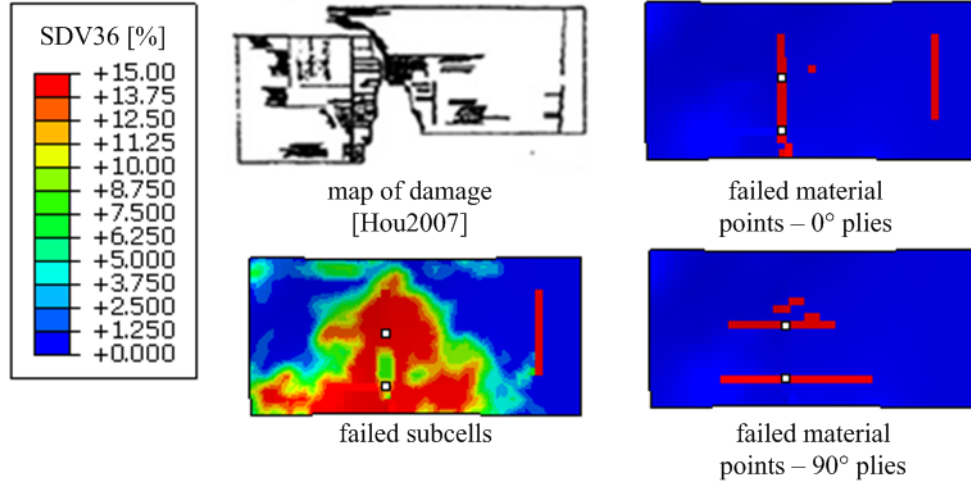 SDV36 [%]
+15.00
+13.75
+12.50
+11.25
+10.00
+8.750
+7.500
+6.250
+5.000
+3.750
+2.500
+1.250
+0.000
map of damage
[Hou2007]
failed material
points – 0° plies
failed subcells
failed material
points – 90° plies